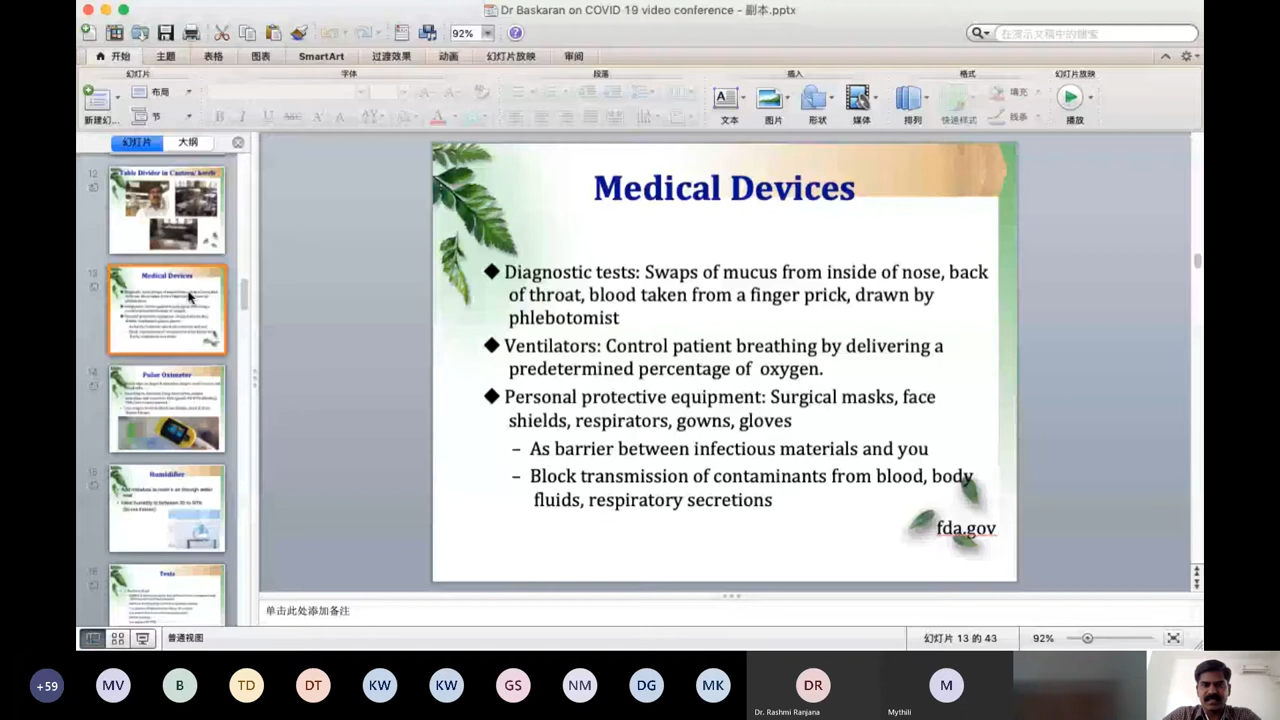 Dr Baskaran on COVID 19 video conference - 副本.pptx
92%
在演示文稿中的搜索
开始 主题 表格 图表 SmartArt 过渡效果 动画 幻灯片放映 审阅
幻灯片 字体 段落 插入 格式 幻灯片放映
新建幻... 布局 节
文本 图片 形状 媒体 排列 快速样式 填充 线条 播放
幻灯片 大纲
12
Table Divider in Canteen/ hotels
13
Medical Devices
14
Pulse Oximeter
15
Humidifier
16
Tests
Medical Devices
Diagnostic tests: Swaps of mucus from inside of nose, back
of throat, blood taken from a finger prick, drawn by
phlebotomist
Ventilators: Control patient breathing by delivering a
predetermined percentage of oxygen.
Personal protective equipment: Surgical masks, face
shields, respirators, gowns, gloves
– As barrier between infectious materials and you
– Block transmission of contaminants from blood, body
fluids, respiratory secretions
fda.gov
单击此处添加备注
普通视图
幻灯片 13 的 43
92%
+59 MV B TD DT KW KW GS NM DG MK DR M
Dr. Rashmi Ranjana
Mythili